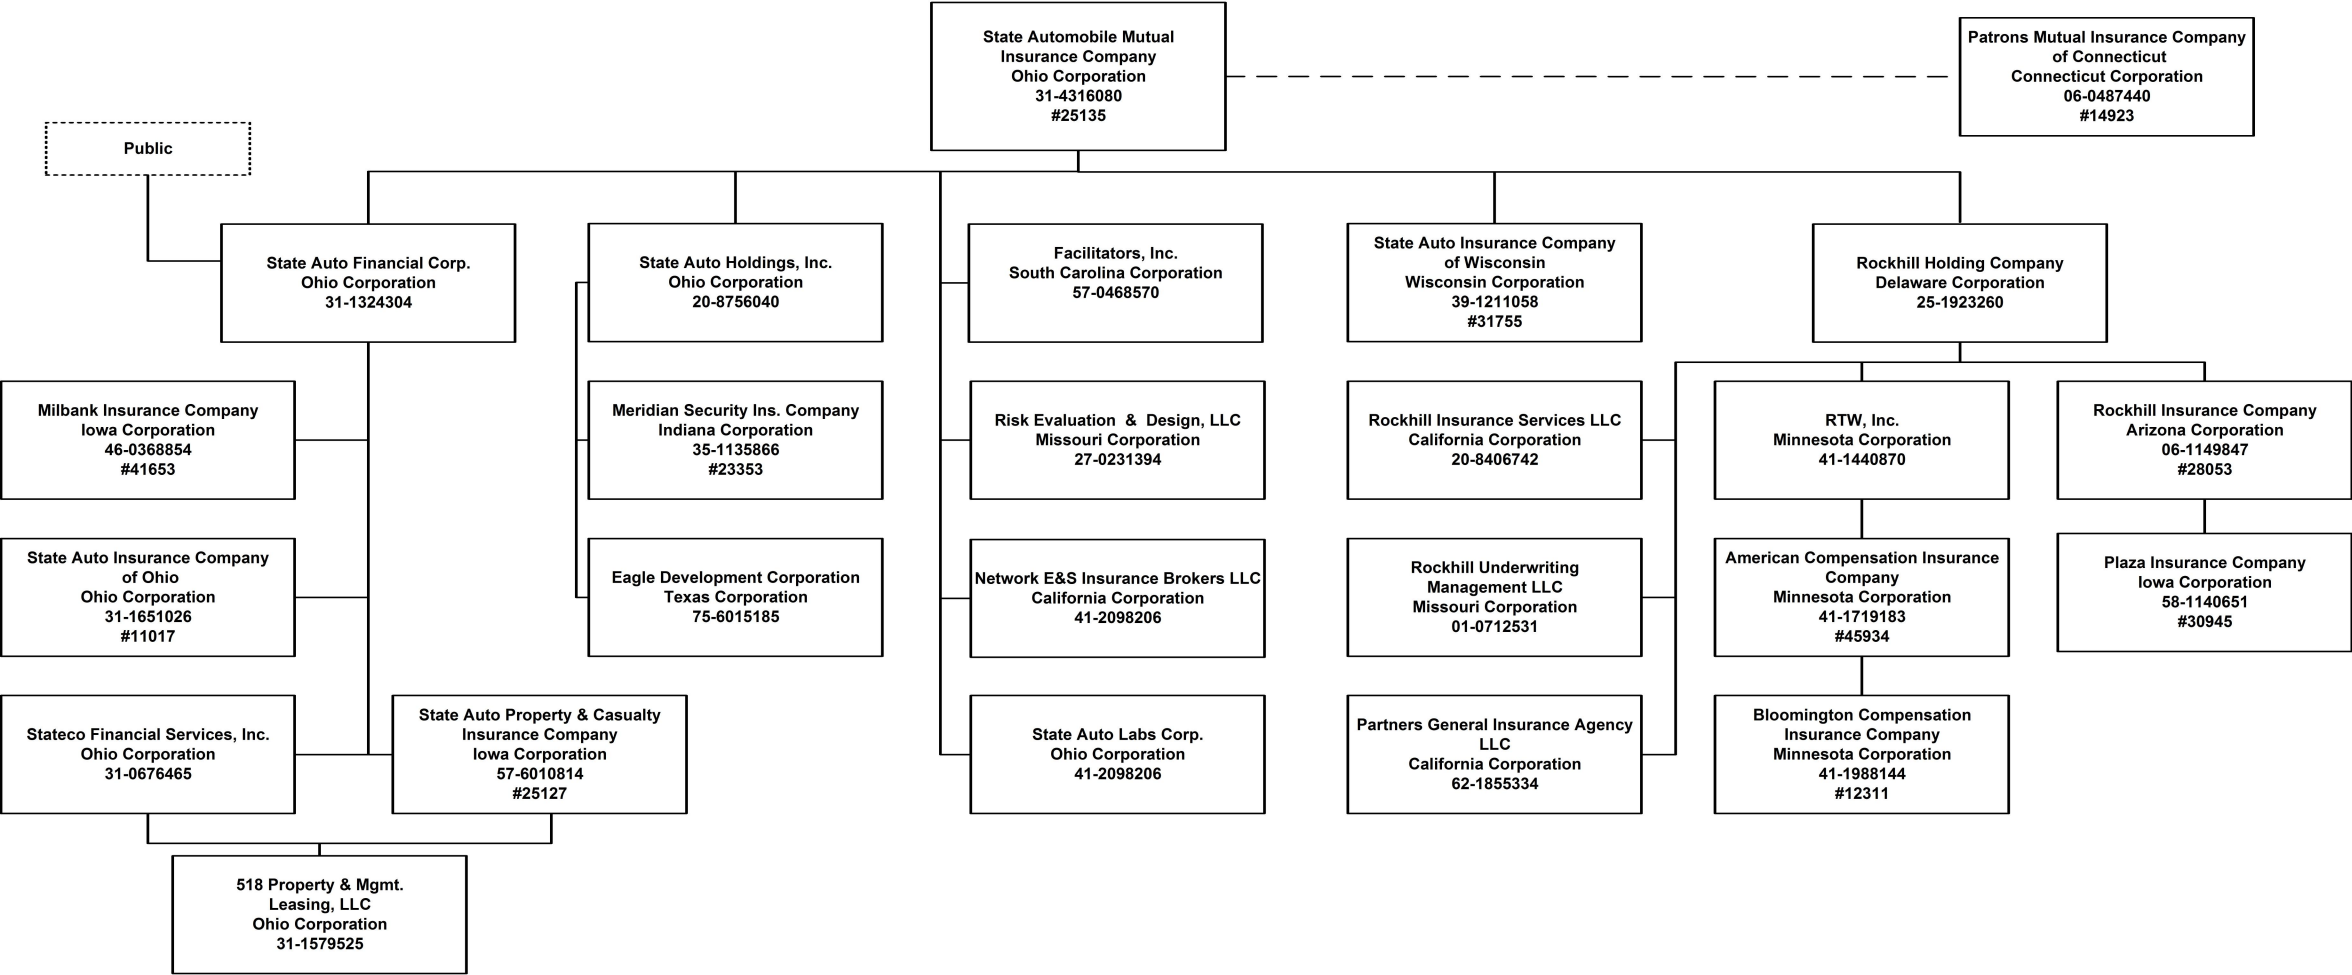 State Automobile Mutual
Insurance Company
Ohio Corporation
31-4316080
#25135
Patrons Mutual Insurance Company
of Connecticut
Connecticut Corporation
06-0487440
#14923
Public
State Auto Financial Corp.
Ohio Corporation
31-1324304
State Auto Holdings, Inc.
Ohio Corporation
20-8756040
Facilitators, Inc.
South Carolina Corporation
57-0468570
State Auto Insurance Company
of Wisconsin
Wisconsin Corporation
39-1211058
#31755
Rockhill Holding Company
Delaware Corporation
25-1923260
Milbank Insurance Company
Iowa Corporation
46-0368854
#41653
Meridian Security Ins. Company
Indiana Corporation
35-1135866
#23353
Risk Evaluation & Design, LLC
Missouri Corporation
27-0231394
Rockhill Insurance Services LLC
California Corporation
20-8406742
RTW, Inc.
Minnesota Corporation
41-1440870
Rockhill Insurance Company
Arizona Corporation
06-1149847
#28053
State Auto Insurance Company
of Ohio
Ohio Corporation
31-1651026
#11017
Eagle Development Corporation
Texas Corporation
75-6015185
Network E&S Insurance Brokers LLC
California Corporation
41-2098206
Rockhill Underwriting
Management LLC
Missouri Corporation
01-0712531
American Compensation Insurance
Company
Minnesota Corporation
41-1719183
#45934
Plaza Insurance Company
Iowa Corporation
58-1140651
#30945
Stateco Financial Services, Inc.
Ohio Corporation
31-0676465
State Auto Property & Casualty
Insurance Company
Iowa Corporation
57-6010814
#25127
State Auto Labs Corp.
Ohio Corporation
41-2098206
Partners General Insurance Agency
LLC
California Corporation
62-1855334
Bloomington Compensation
Insurance Company
Minnesota Corporation
41-1988144
#12311
518 Property & Mgmt.
Leasing, LLC
Ohio Corporation
31-1579525